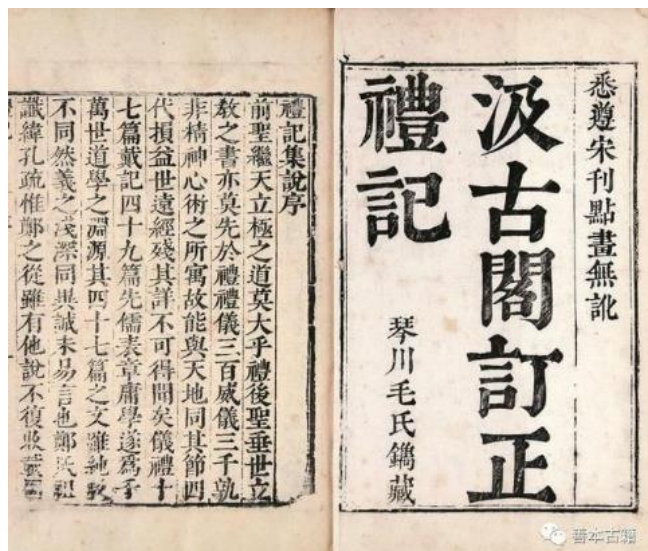 悉遵宋刊點畫無訛
汲古閣訂正
禮記
琴川毛氏鐫藏
禮記集說序
前聖繼天立極之道莫大乎禮後聖垂世立
教之書亦莫先於禮禮儀三百威儀三千孰
非精神心術之所寓故能與天地同其節四
代損益世遠經殘其詳不可得聞矣儀禮十
七篇戴記四十九篇先儒表章庸學遂爲千
萬世道學之淵源其四十七篇之文雖純駁
不同然義之淺深同異誠未易言也鄭氏祖
讖緯孔疏惟鄭之從雖有他說不復收載固
善本古籍